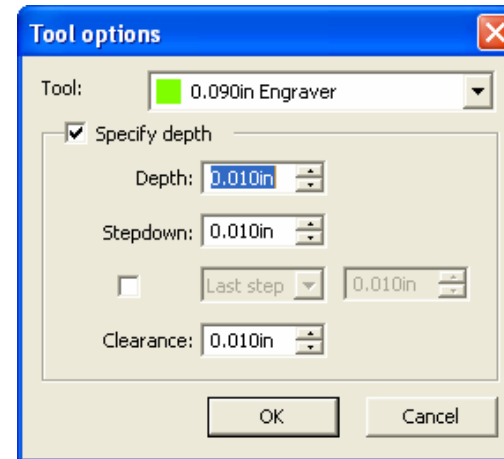 Tool options
Tool: 0.090in Engraver
Specify depth
Depth: 0.010in
Stepdown: 0.010in
Last step 0.010in
Clearance: 0.010in
OK Cancel